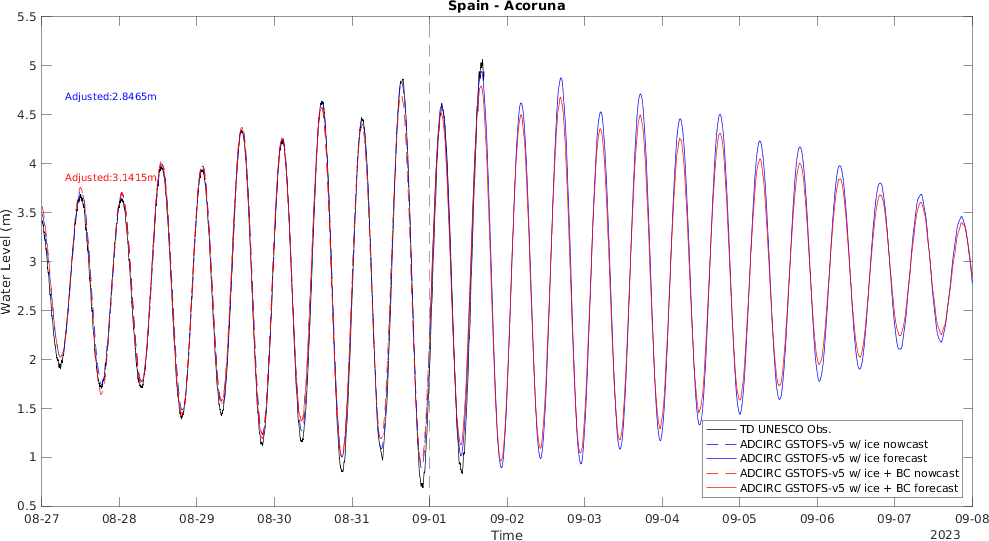 Spain - Acoruna
5.5
5
4.5
4
3.5
3
2.5
2
1.5
1
0.5
Water Level (m)
Adjusted:2.8465m
Adjusted:3.1415m
TD UNESCO Obs.
ADCIRC GSTOFS-v5 w/ ice nowcast
ADCIRC GSTOFS-v5 w/ ice forecast
ADCIRC GSTOFS-v5 w/ ice + BC nowcast
ADCIRC GSTOFS-v5 w/ ice + BC forecast
08-27 08-28 08-29 08-30 08-31 09-01 09-02 09-03 09-04 09-05 09-06 09-07 09-08
Time
2023